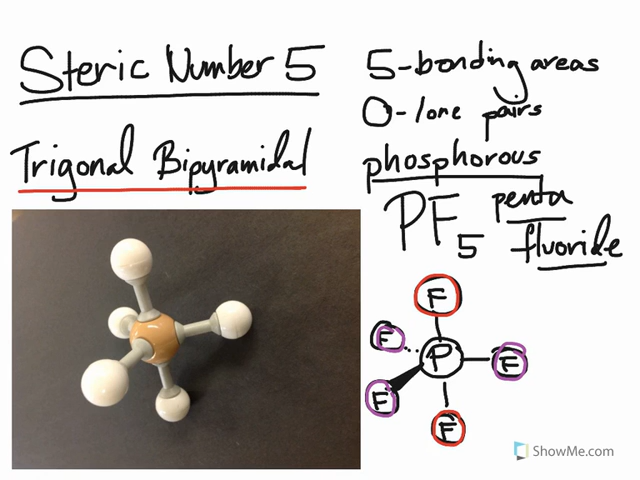 Steric Number 5
Trigonal Bipyramidal
5-bonding areas
0-lone pairs
phosphorous
PF5 penta
fluoride
F
F
P
F
F
F
ShowMe.com